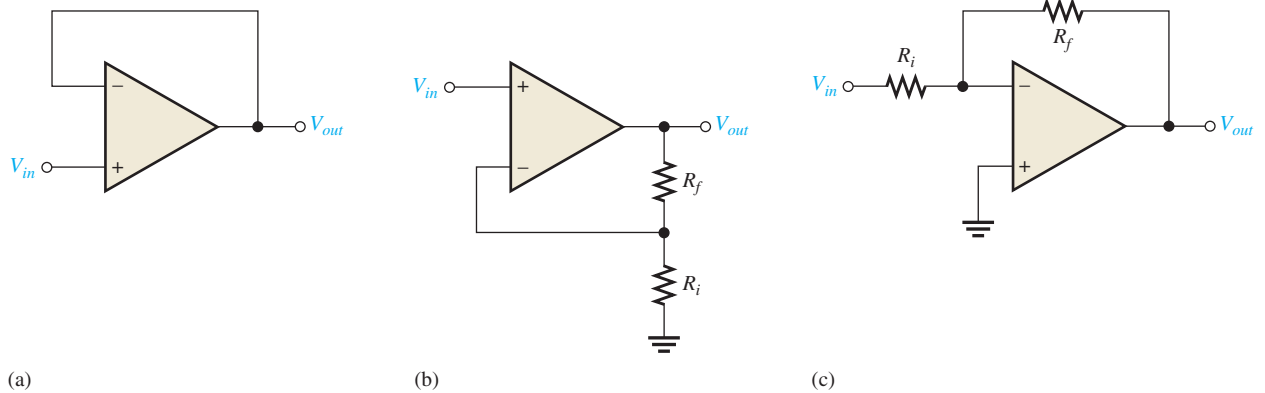 −
+
V_in
V_out
(a)
V_in
+
−
V_out
R_f
R_i
(b)
R_f
R_i
V_in
−
+
V_out
(c)